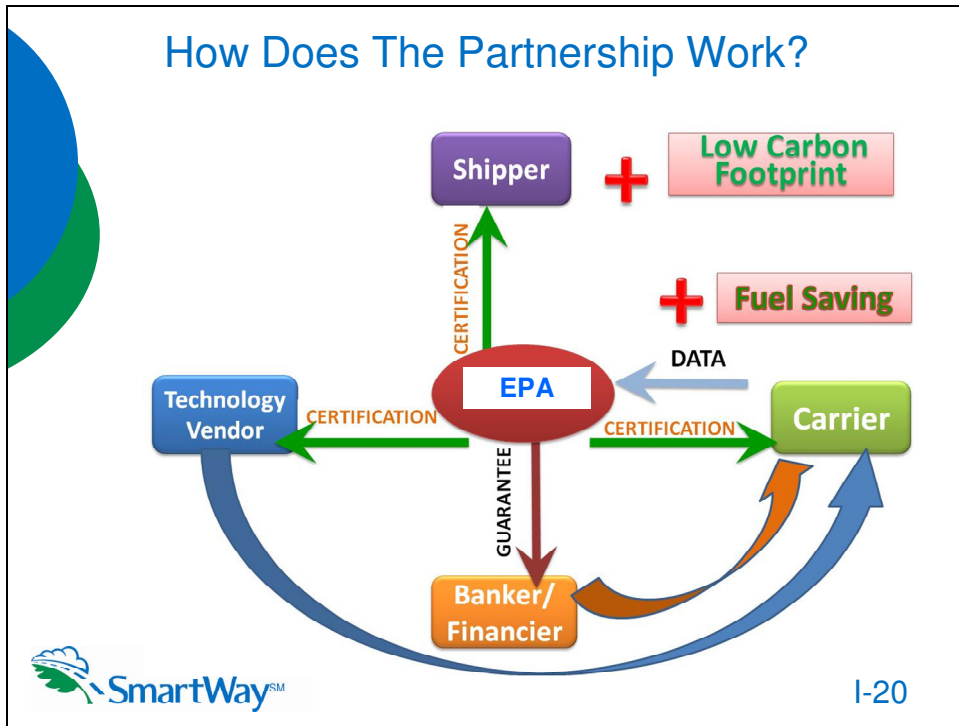 How Does The Partnership Work?
Shipper
Low Carbon
Footprint
CERTIFICATION
Fuel Saving
DATA
EPA
Technology
Vendor
CERTIFICATION
CERTIFICATION
Carrier
GUARANTEE
Banker/
Financier
SmartWay℠
I-20